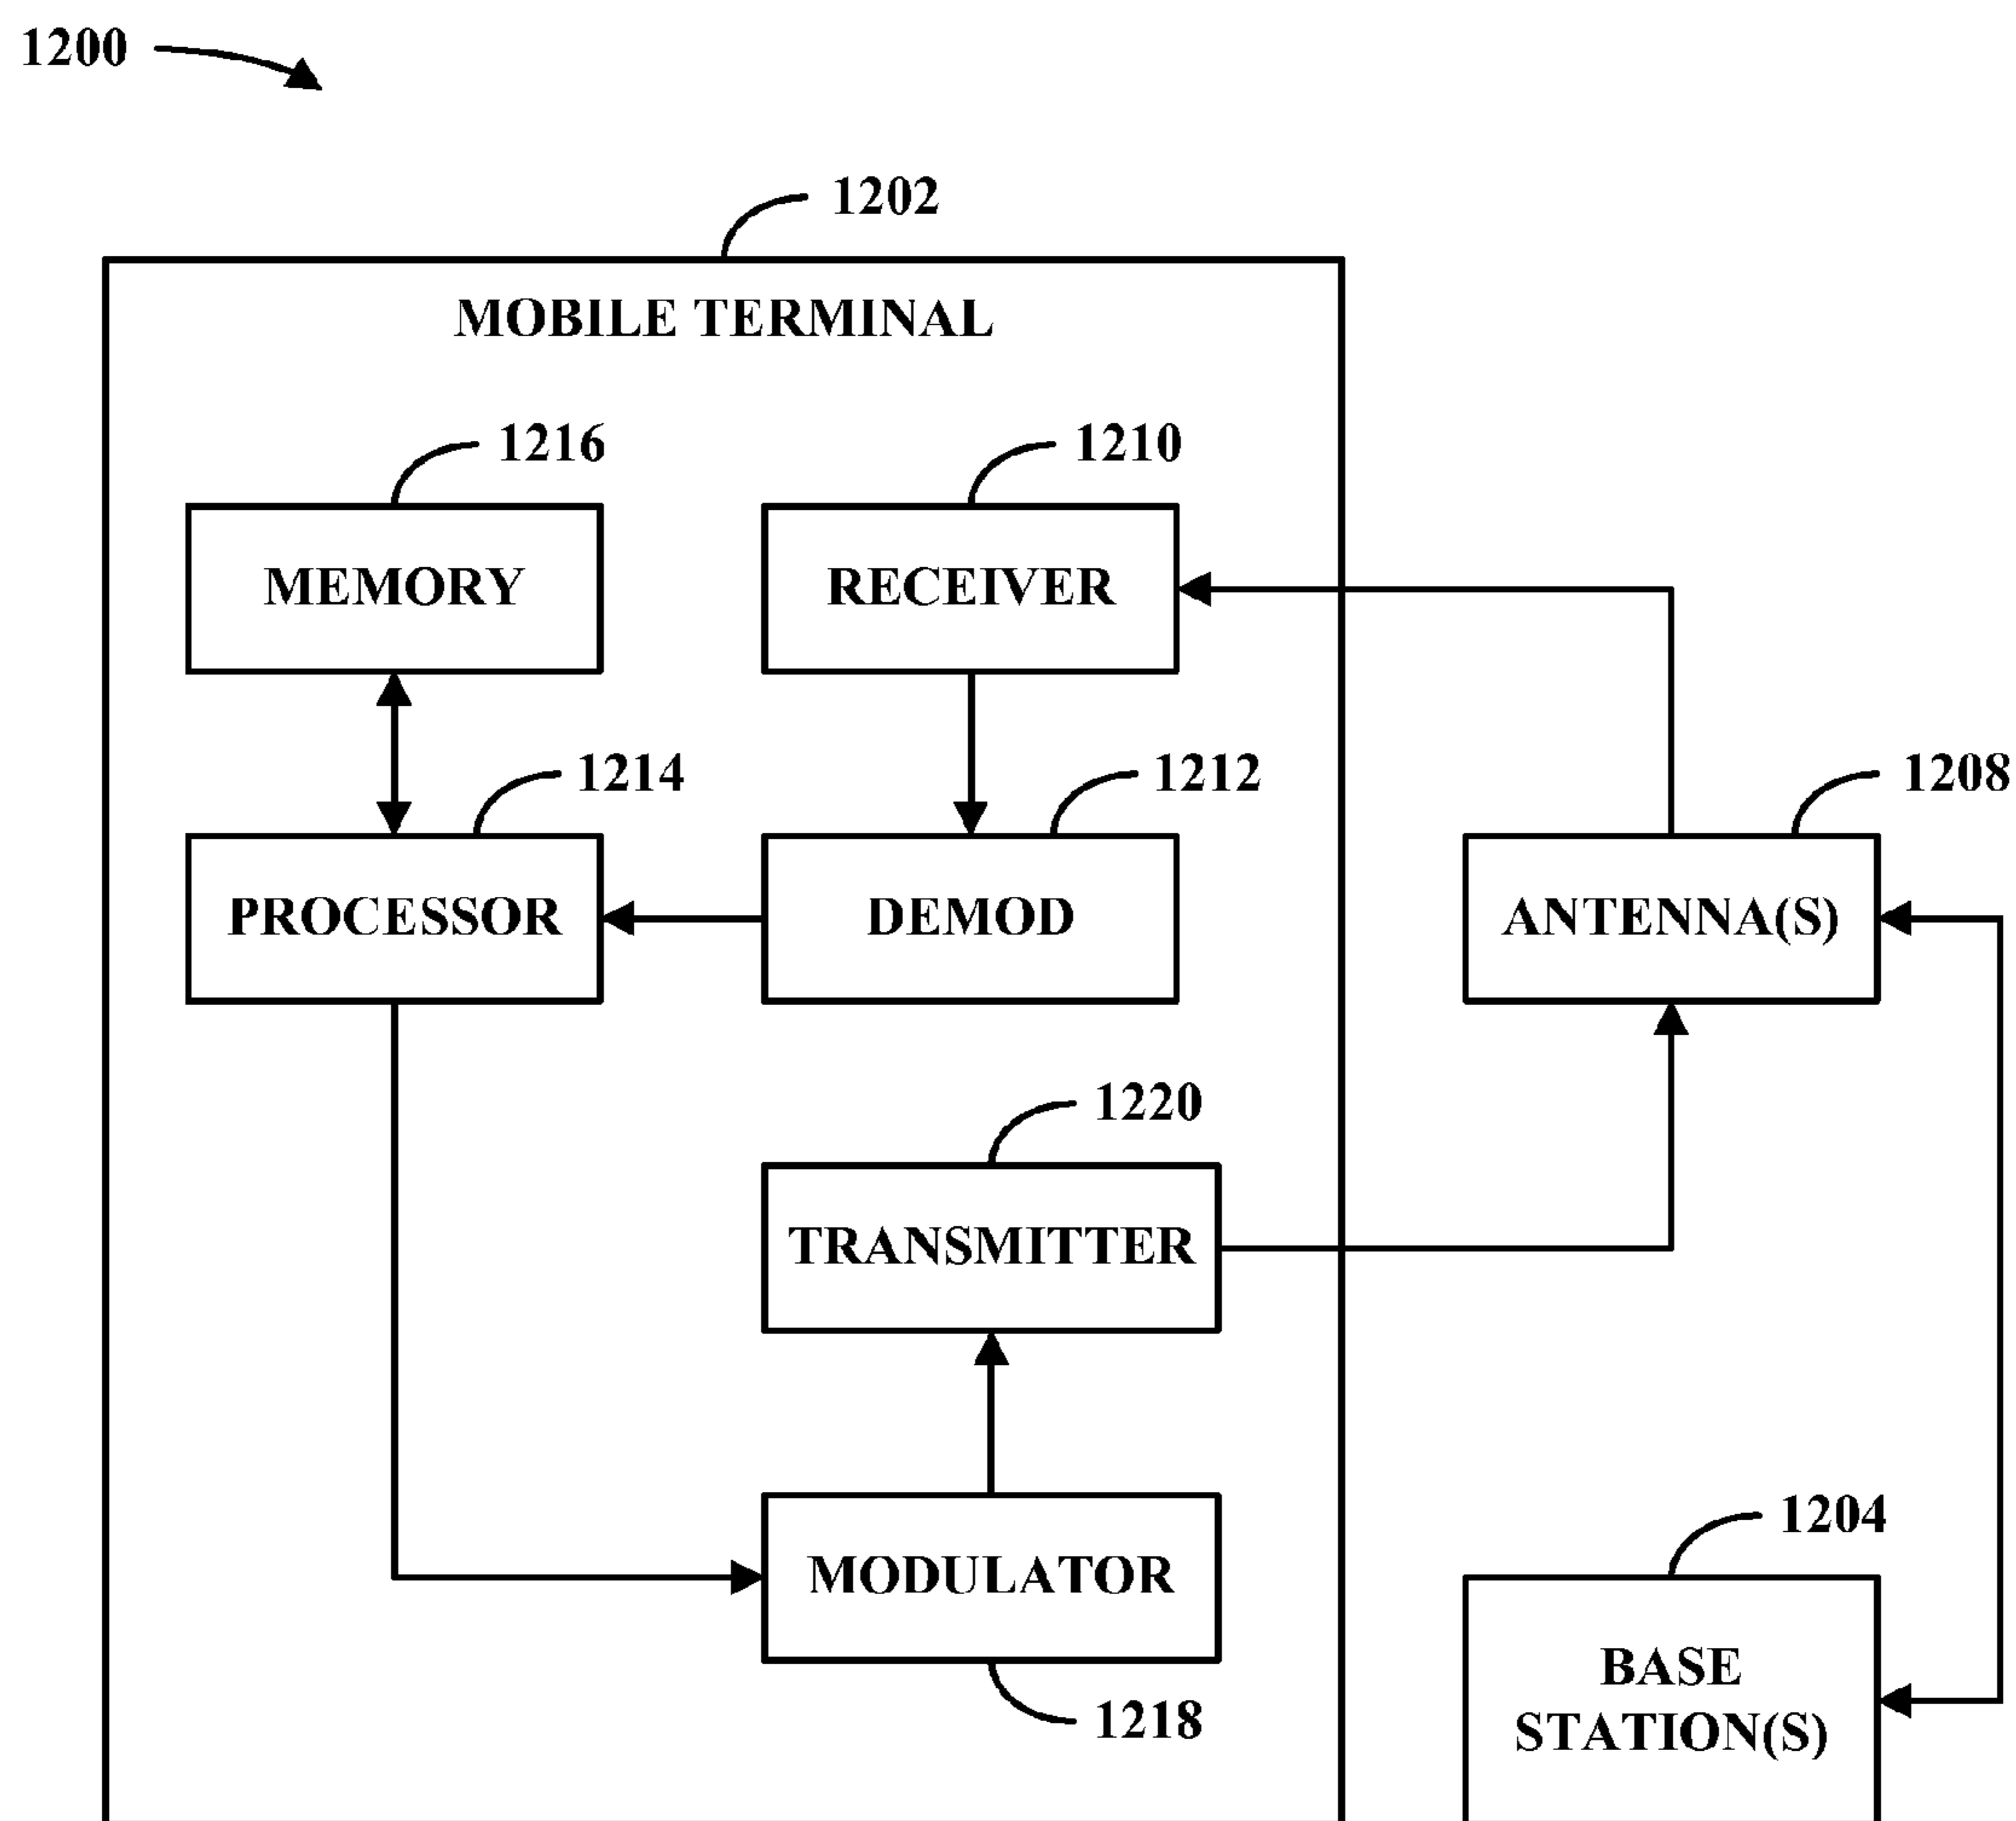 1200
1202
MOBILE TERMINAL
1216
1210
MEMORY
RECEIVER
1214
1212
1208
PROCESSOR
DEMOD
ANTENNA(S)
1220
TRANSMITTER
1204
MODULATOR
BASE
STATION(S)
1218